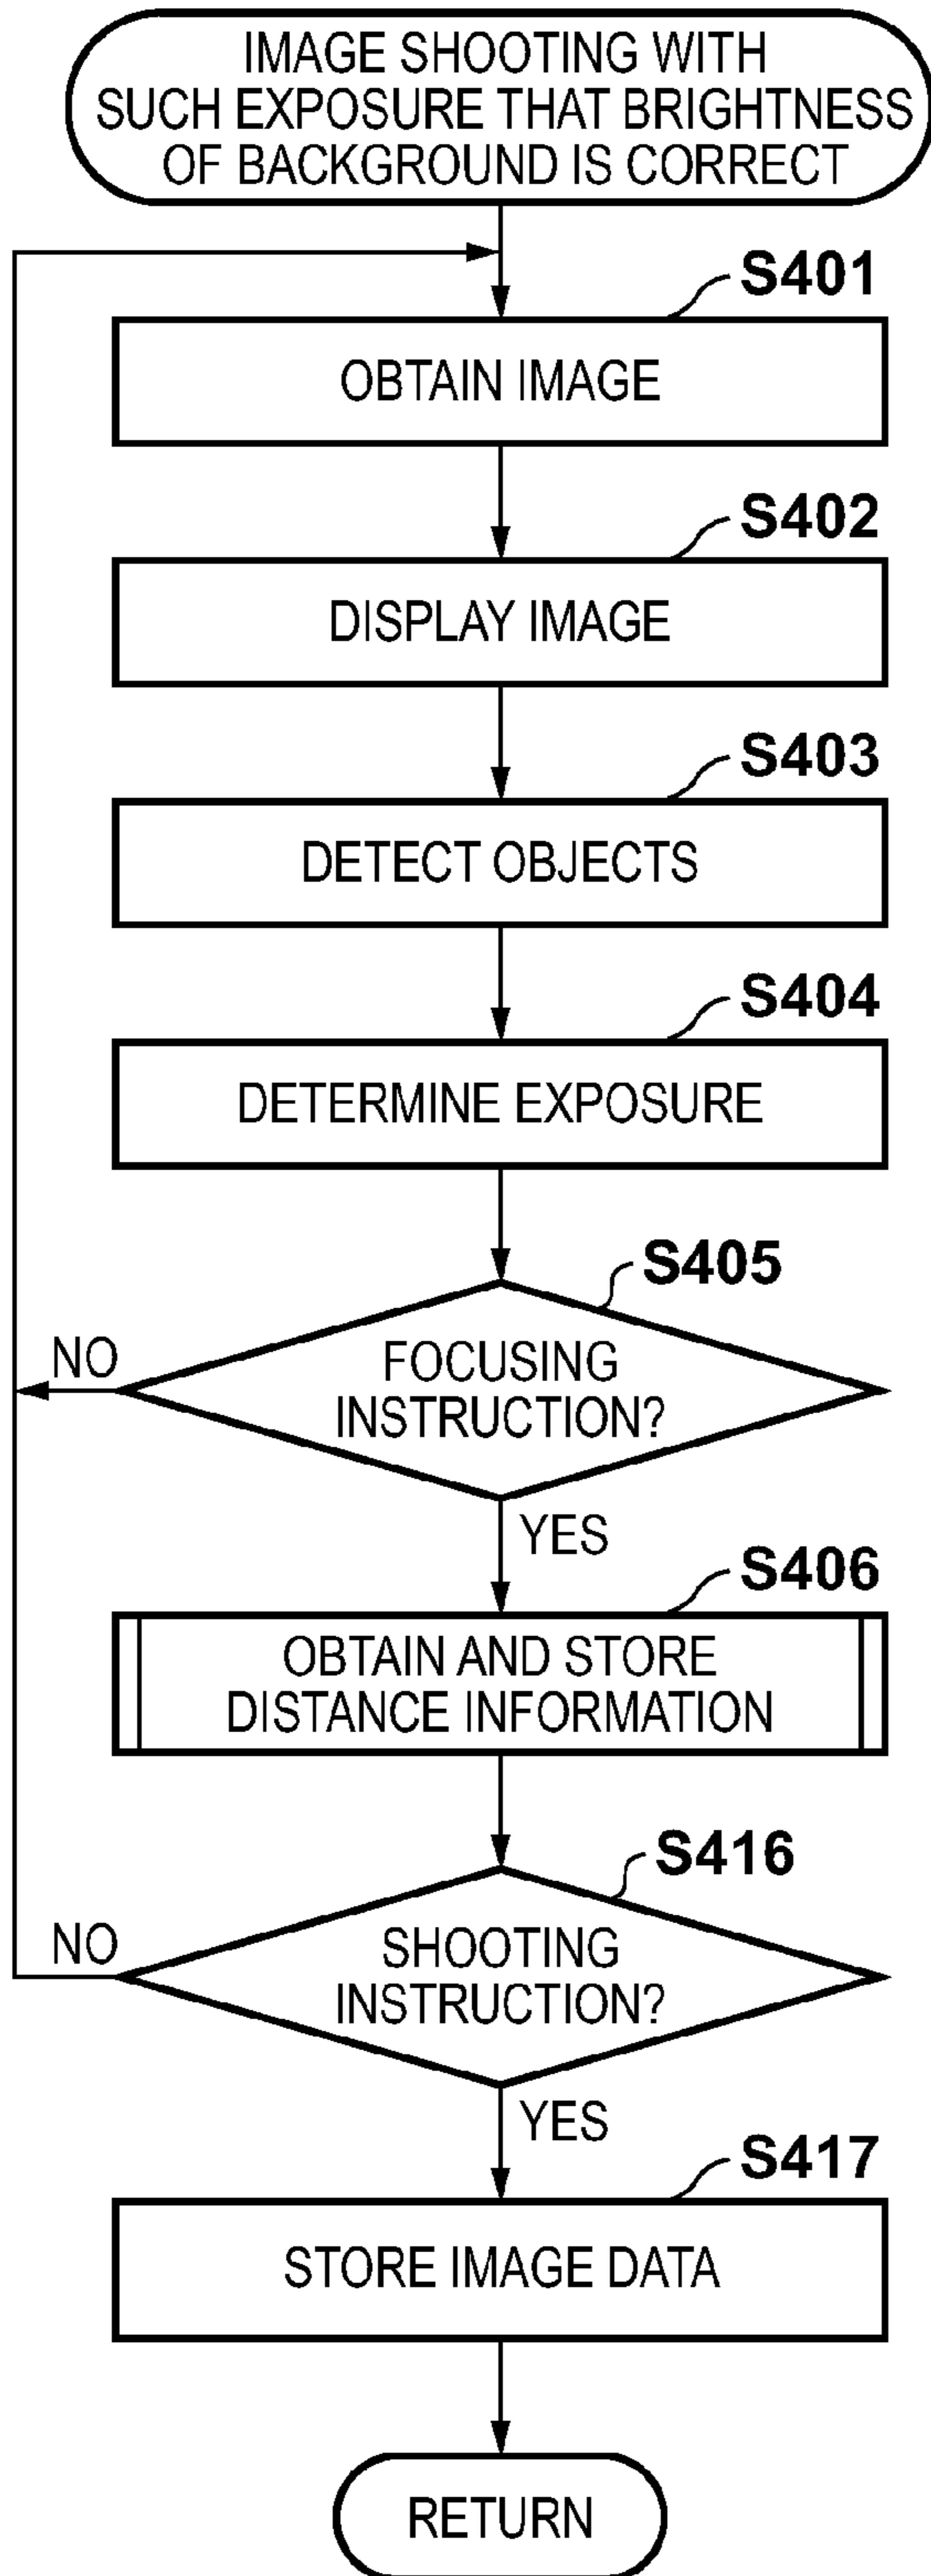 IMAGE SHOOTING WITH
SUCH EXPOSURE THAT BRIGHTNESS
OF BACKGROUND IS CORRECT
S401
OBTAIN IMAGE
S402
DISPLAY IMAGE
S403
DETECT OBJECTS
S404
DETERMINE EXPOSURE
S405
NO
FOCUSING
INSTRUCTION?
YES
S406
OBTAIN AND STORE
DISTANCE INFORMATION
S416
NO
SHOOTING
INSTRUCTION?
YES
S417
STORE IMAGE DATA
RETURN